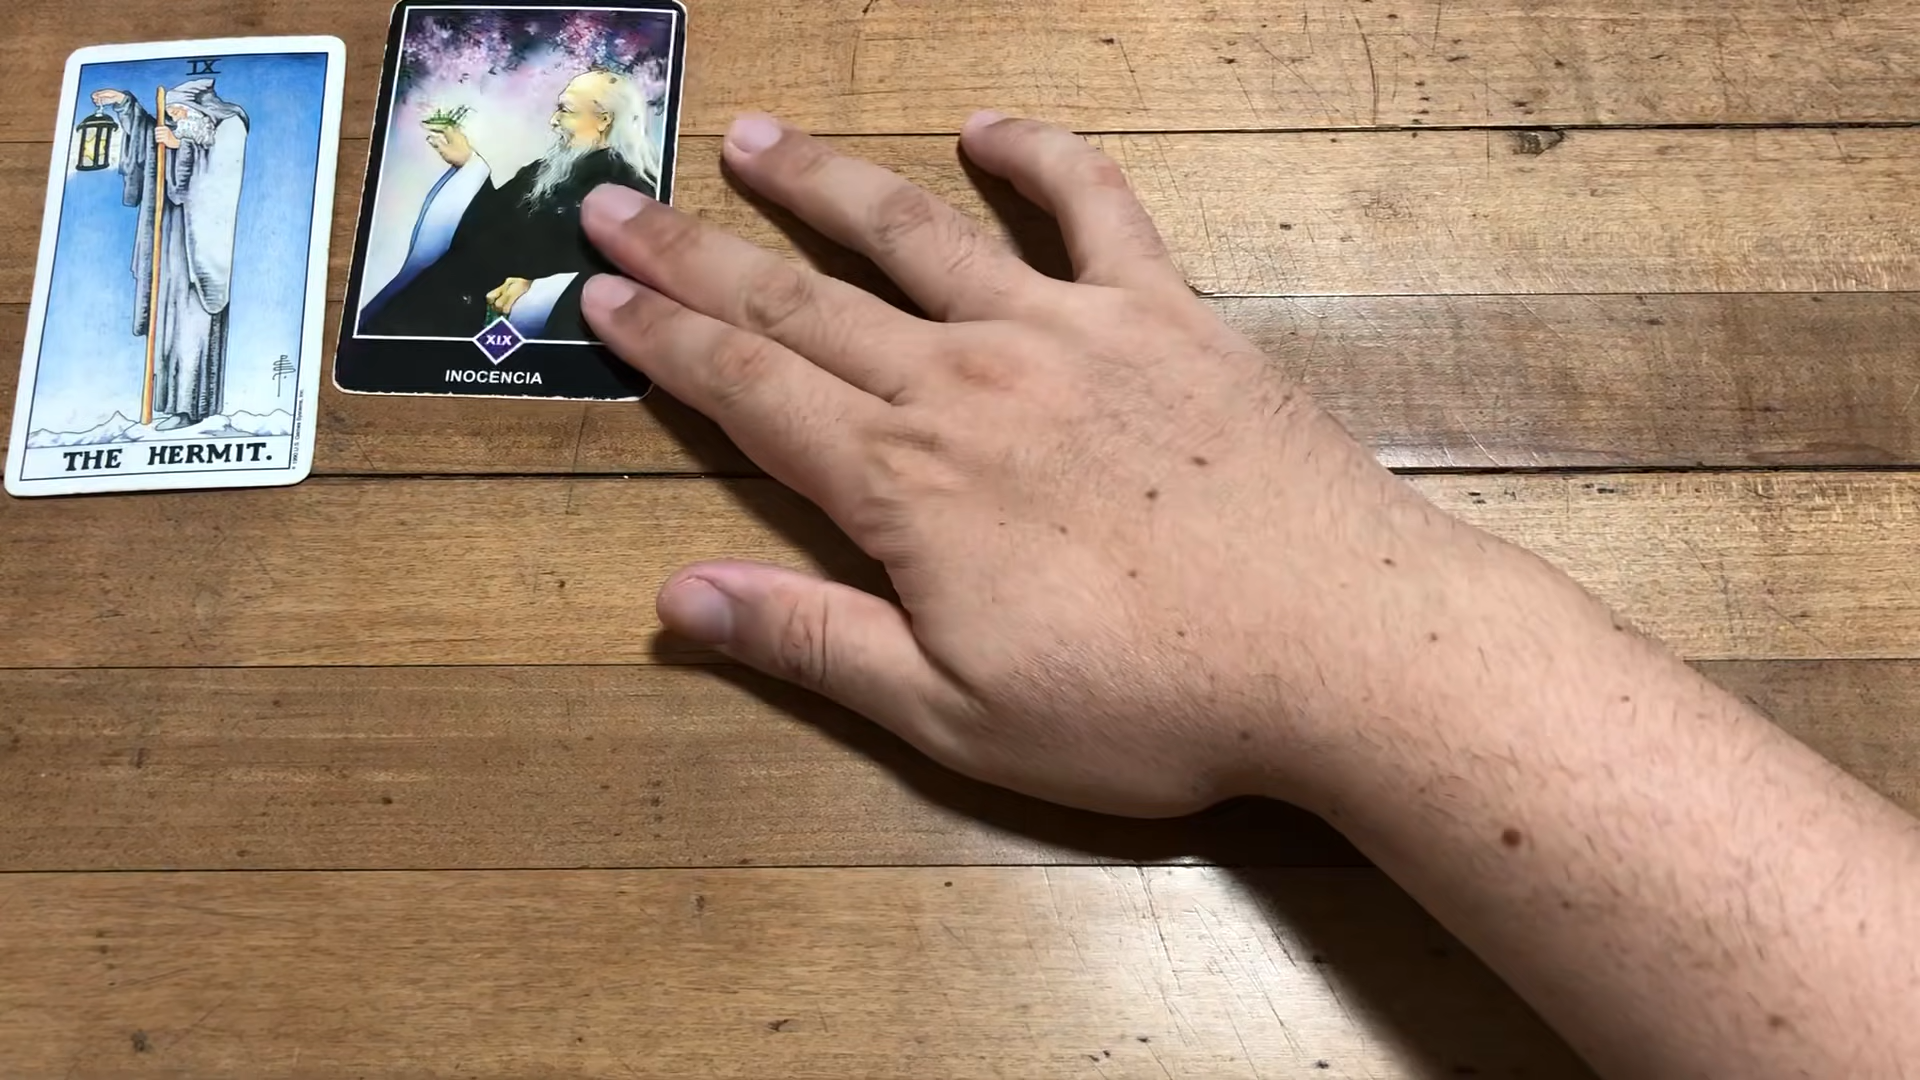 IX
THE HERMIT.
XIX
INOCENCIA